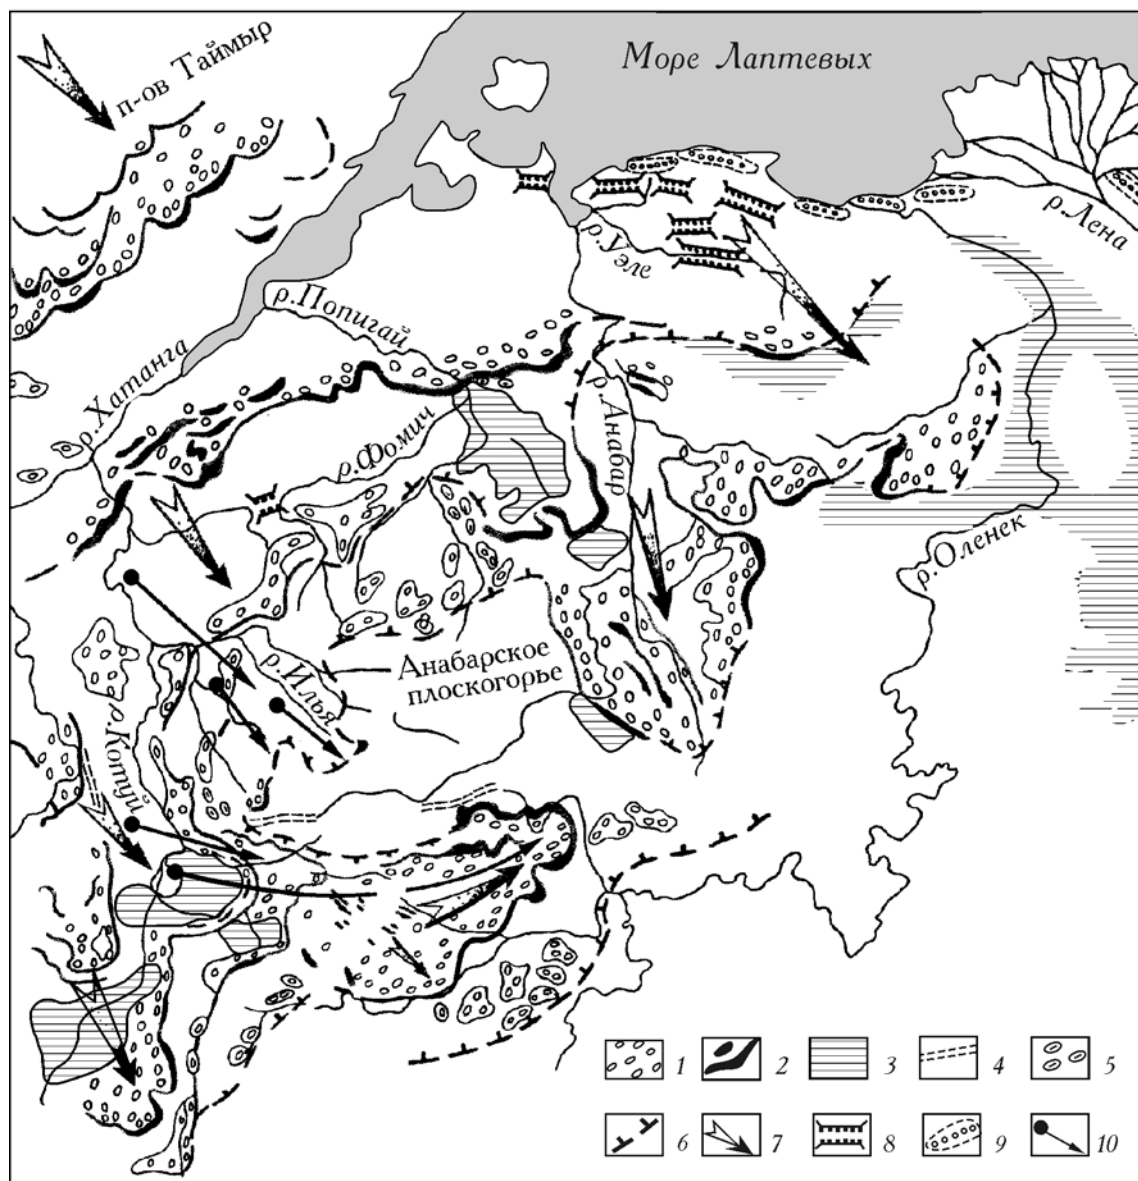 Море Лаптевых
п-ов Таймыр
р.Лена
р.Уэле
р.Попигай
р.Хатанга
р.Фомич
р.Анабар
р.Оленек
р.Илья
Анабарское
плоскогорье
р.Котуй
1 2 3 4 5
6 7 8 9 10